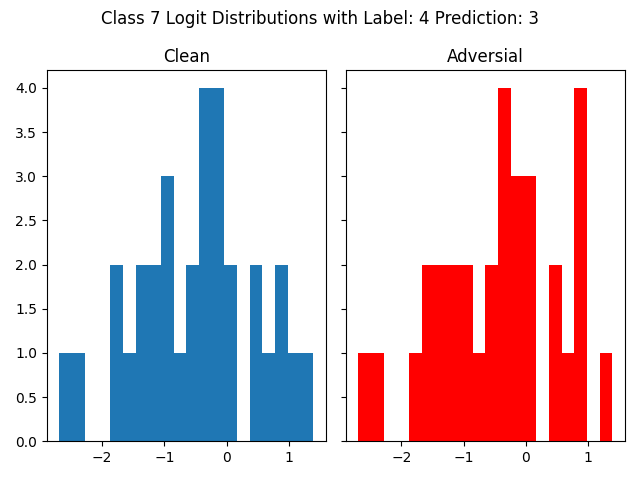 Class 7 Logit Distributions with Label: 4 Prediction: 3
Clean
Adversial
4.0
3.5
3.0
2.5
2.0
1.5
1.0
0.5
0.0
−2 −1 0 1
−2 −1 0 1